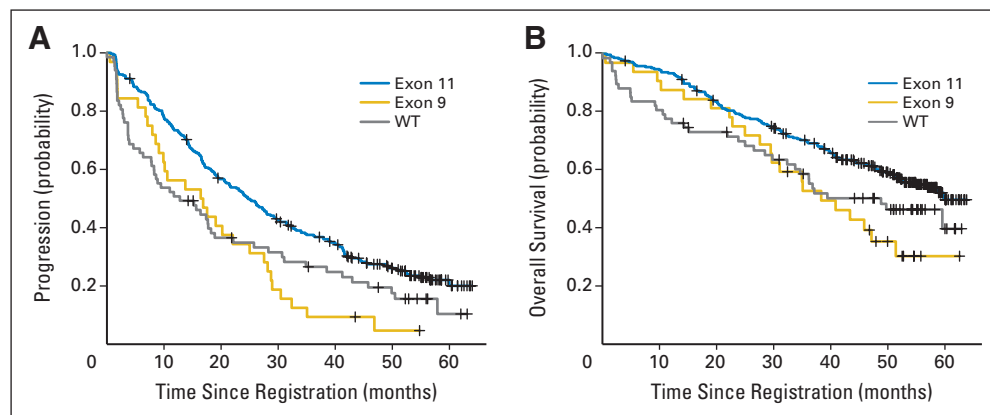 A
Progression (probability)
1.0
0.8
0.6
0.4
0.2
0
10
20
30
40
50
60
Time Since Registration (months)
Exon 11
Exon 9
WT
B
Overall Survival (probability)
1.0
0.8
0.6
0.4
0.2
0
10
20
30
40
50
60
Time Since Registration (months)
Exon 11
Exon 9
WT